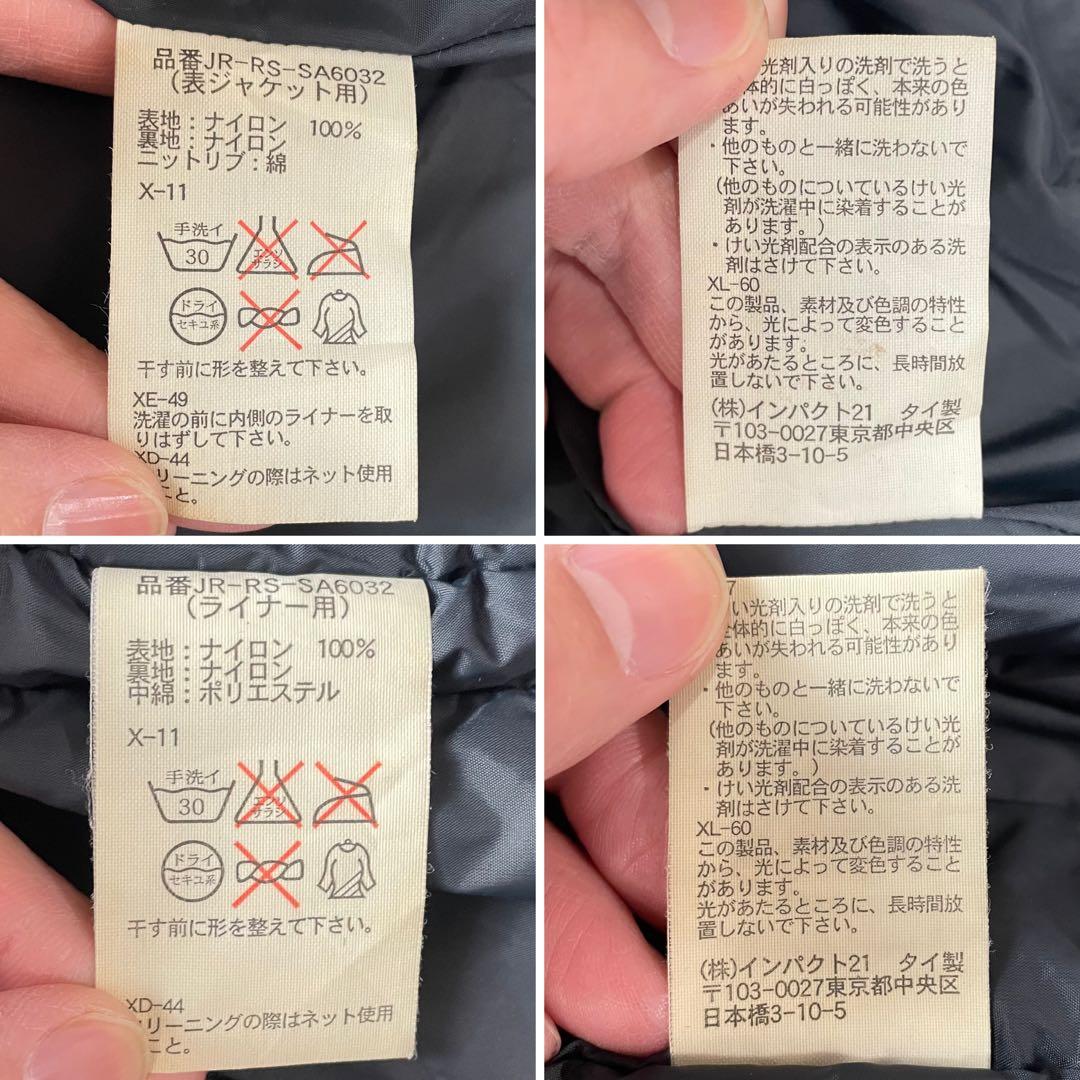 品番JR-RS-SA6032
(表ジャケット用)
表地:ナイロン 100%
裏地:ナイロン
ニットリブ:綿
X-11
手洗イ
30
エンソ
サラシ
ドライ
セキユ系
干す前に形を整えて下さい。
XE-49
洗濯の前に内側のライナーを取
りはずして下さい。
XD-44
リーニングの際はネット使用
こと。
光剤入りの洗剤で洗うと
体的に白っぽく、本来の色
あいが失われる可能性があり
ます。
・他のものと一緒に洗わないで
下さい。
(他のものについているけい光
剤が洗濯中に染着することが
あります。)
・けい光剤配合の表示のある洗
剤はさけて下さい。
XL-60
この製品、素材及び色調の特性
から、光によって変色すること
があります。
光があたるところに、長時間放
置しないで下さい。
(株)インパクト21 タイ製
〒103-0027東京都中央区
日本橋3-10-5
品番JR-RS-SA6032
(ライナー用)
表地:ナイロン 100%
裏地:ナイロン
中綿:ポリエステル
X-11
手洗イ
30
エンソ
サラシ
ドライ
セキユ系
干す前に形を整えて下さい。
XD-44
リーニングの際はネット使用
こと。
7
い光剤入りの洗剤で洗うと
体的に白っぽく、本来の色
あいが失われる可能性があり
ます。
・他のものと一緒に洗わないで
下さい。
(他のものについているけい光
剤が洗濯中に染着することが
あります。)
・けい光剤配合の表示のある洗
剤はさけて下さい。
XL-60
この製品、素材及び色調の特性
から、光によって変色すること
があります。
光があたるところに、長時間放
置しないで下さい。
(株)インパクト21 タイ製
〒103-0027東京都中央区
日本橋3-10-5